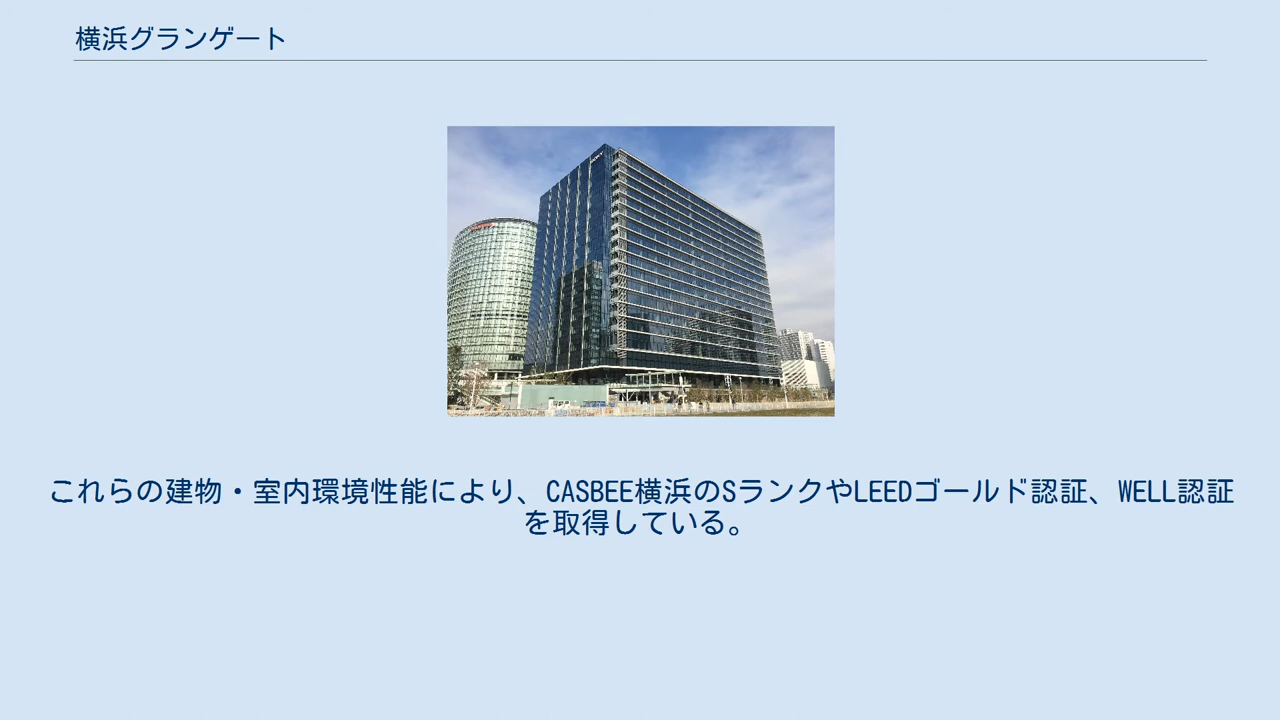 横浜グランゲート
これらの建物・室内環境性能により、CASBEE横浜のSランクやLEEDゴールド認証、WELL認証
を取得している。